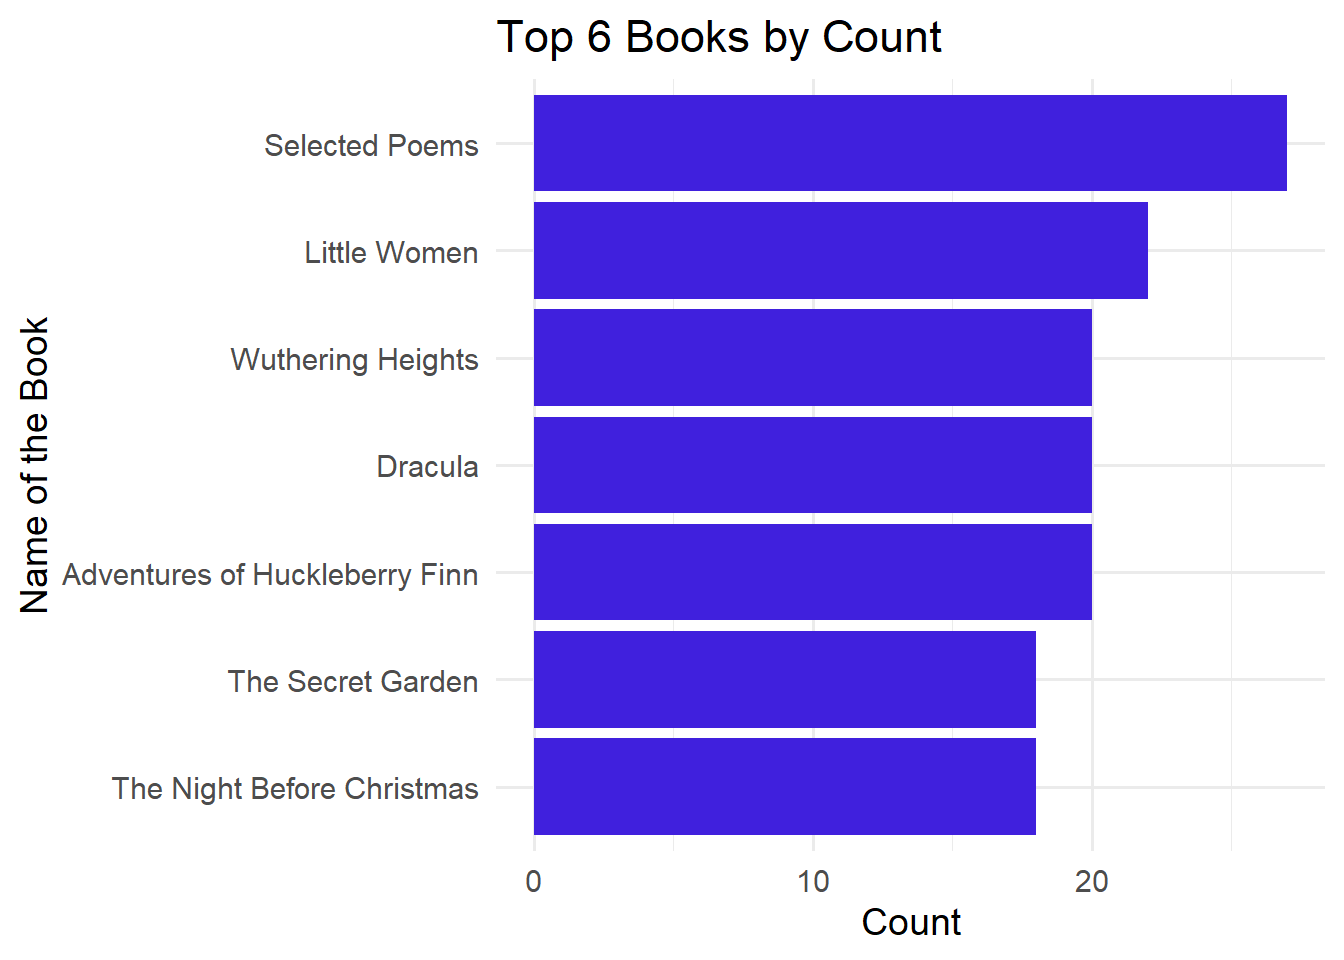 Top 6 Books by Count
Name of the Book
Selected Poems
Little Women
Wuthering Heights
Dracula
Adventures of Huckleberry Finn
The Secret Garden
The Night Before Christmas
0 10 20
Count